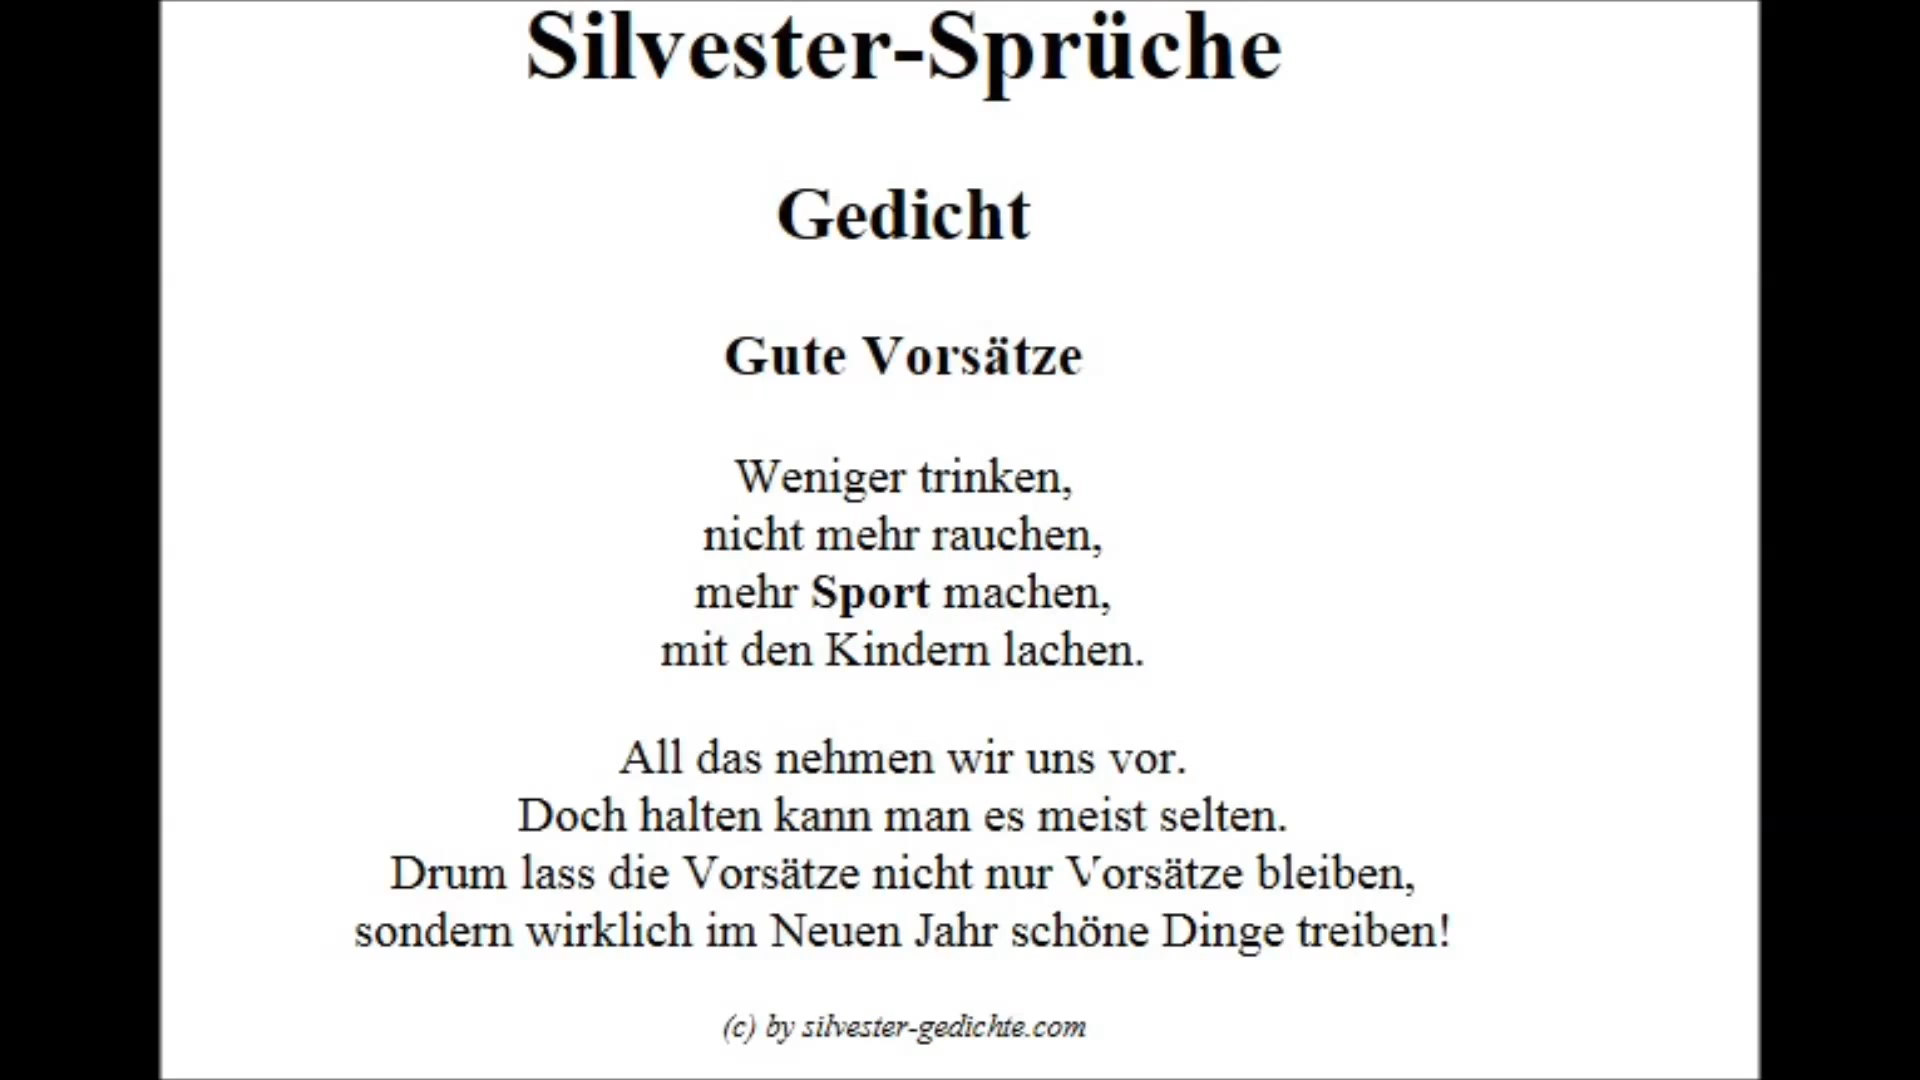 Silvester-Sprüche
Gedicht
Gute Vorsätze
Weniger trinken,
nicht mehr rauchen,
mehr Sport machen,
mit den Kindern lachen.
All das nehmen wir uns vor.
Doch halten kann man es meist selten.
Drum lass die Vorsätze nicht nur Vorsätze bleiben,
sondern wirklich im Neuen Jahr schöne Dinge treiben!
(c) by silvester-gedichte.com